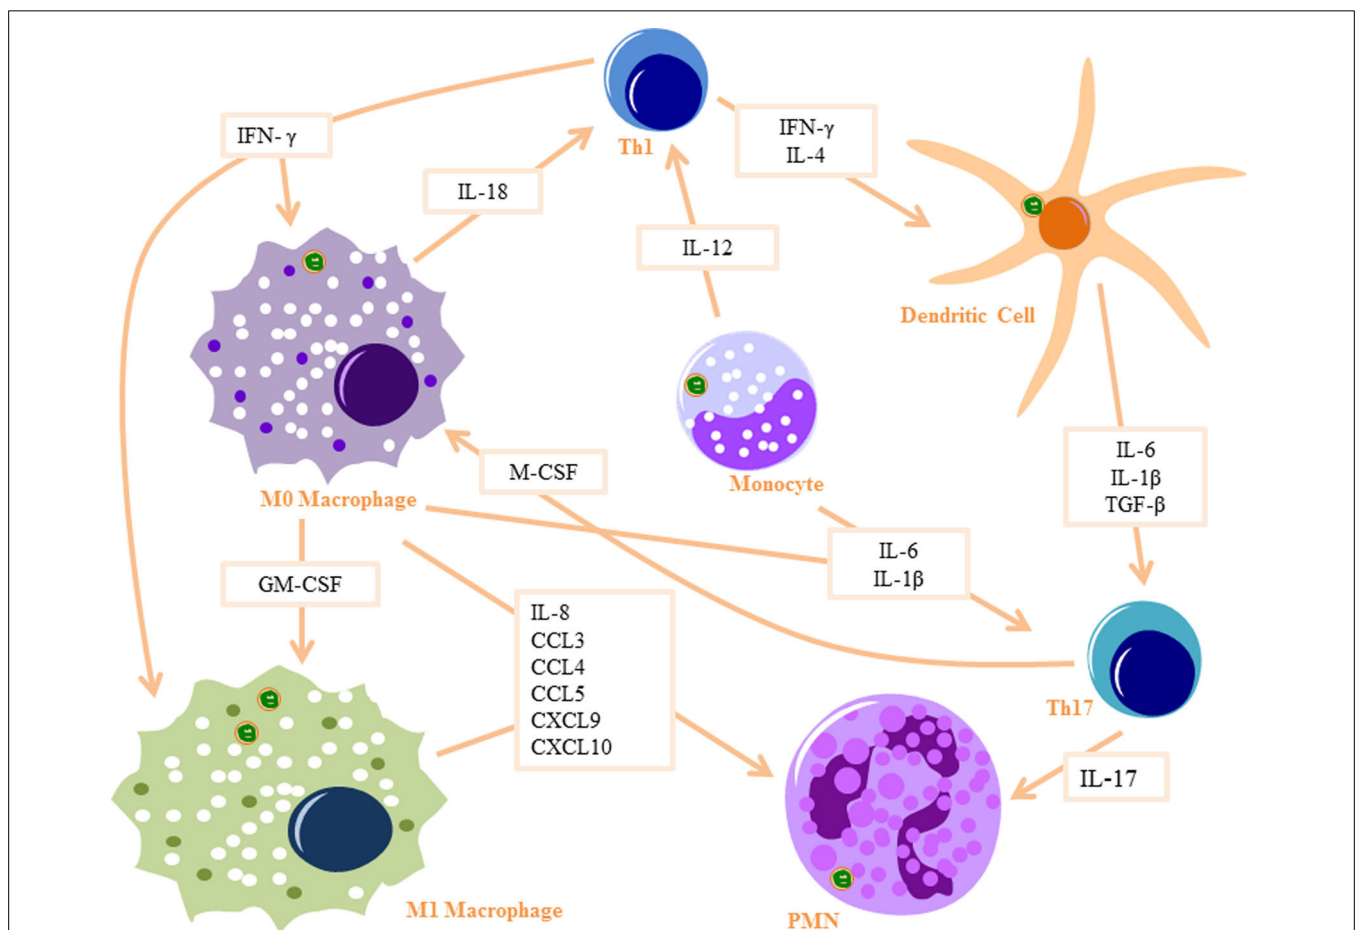 Th1
IFN- γ
IFN-γ
IL-4
IL-18
IL-12
Dendritic Cell
Monocyte
M0 Macrophage
M-CSF
IL-6
IL-1β
TGF-β
IL-6
IL-1β
GM-CSF
IL-8
CCL3
CCL4
CCL5
CXCL9
CXCL10
Th17
IL-17
M1 Macrophage
PMN